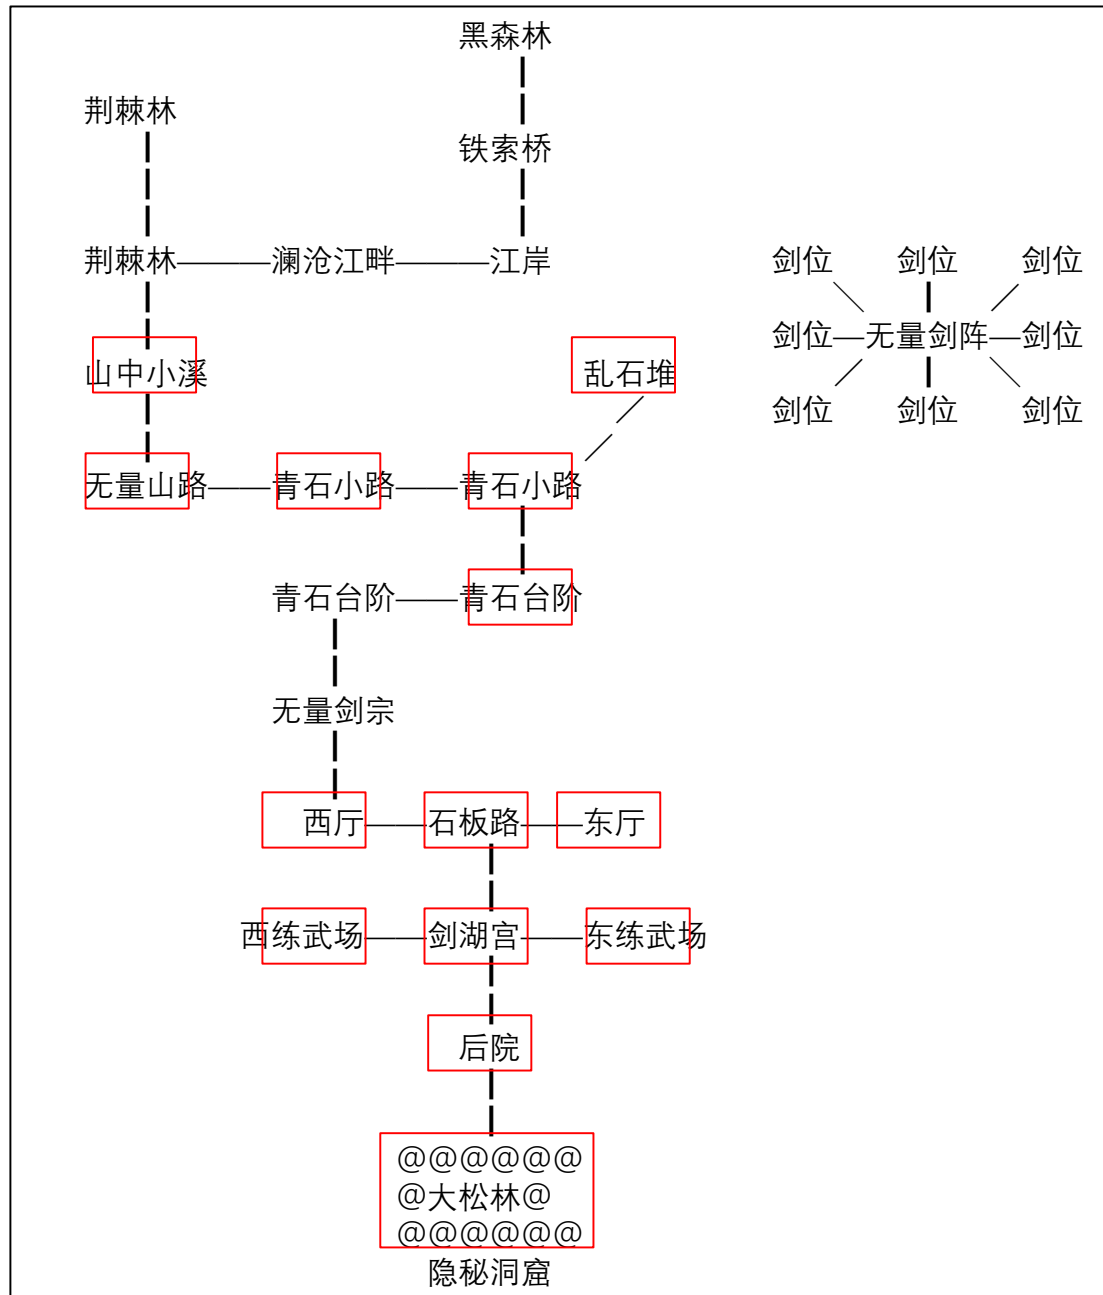 黑森林
荆棘林
铁索桥
荆棘林———澜沧江畔———江岸
剑位 剑位 剑位
剑位—无量剑阵—剑位
剑位 剑位 剑位
山中小溪 乱石堆
无量山路——青石小路——青石小路
青石台阶——青石台阶
无量剑宗
西厅——石板路——东厅
西练武场——剑湖宫——东练武场
后院
@@@@@@
@大松林@
@@@@@@
隐秘洞窟